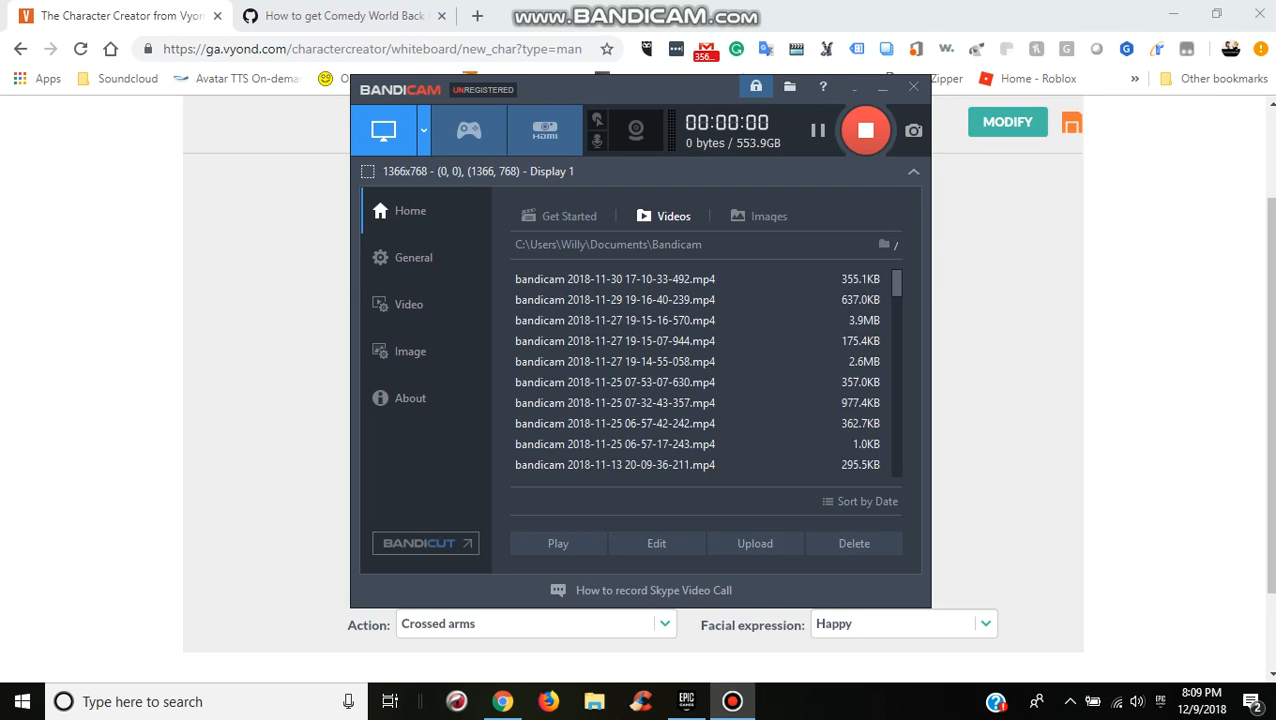 The Character Creator from Vyon
How to get Comedy World Back
www.BANDICAM.com
https://ga.vyond.com/charactercreator/whiteboard/new_char?type=man
356...
Apps
Soundcloud
Avatar TTS On-dema
O
Zipper
Home - Roblox
»
Other bookmarks
BANDICAM UNREGISTERED
MODIFY
HDMI
00:00:00
0 bytes / 553.9GB
1366x768 - (0, 0), (1366, 768) - Display 1
Home
General
Video
Image
About
BANDICUT
Get Started
Videos
Images
C:\Users\Willy\Documents\Bandicam
/
bandicam 2018-11-30 17-10-33-492.mp4 355.1KB
bandicam 2018-11-29 19-16-40-239.mp4 637.0KB
bandicam 2018-11-27 19-15-16-570.mp4 3.9MB
bandicam 2018-11-27 19-15-07-944.mp4 175.4KB
bandicam 2018-11-27 19-14-55-058.mp4 2.6MB
bandicam 2018-11-25 07-53-07-630.mp4 357.0KB
bandicam 2018-11-25 07-32-43-357.mp4 977.4KB
bandicam 2018-11-25 06-57-42-242.mp4 362.7KB
bandicam 2018-11-25 06-57-17-243.mp4 1.0KB
bandicam 2018-11-13 20-09-36-211.mp4 295.5KB
Sort by Date
Play
Edit
Upload
Delete
How to record Skype Video Call
Action: Crossed arms
Facial expression: Happy
Type here to search
EPIC GAMES
8:09 PM
12/9/2018
2